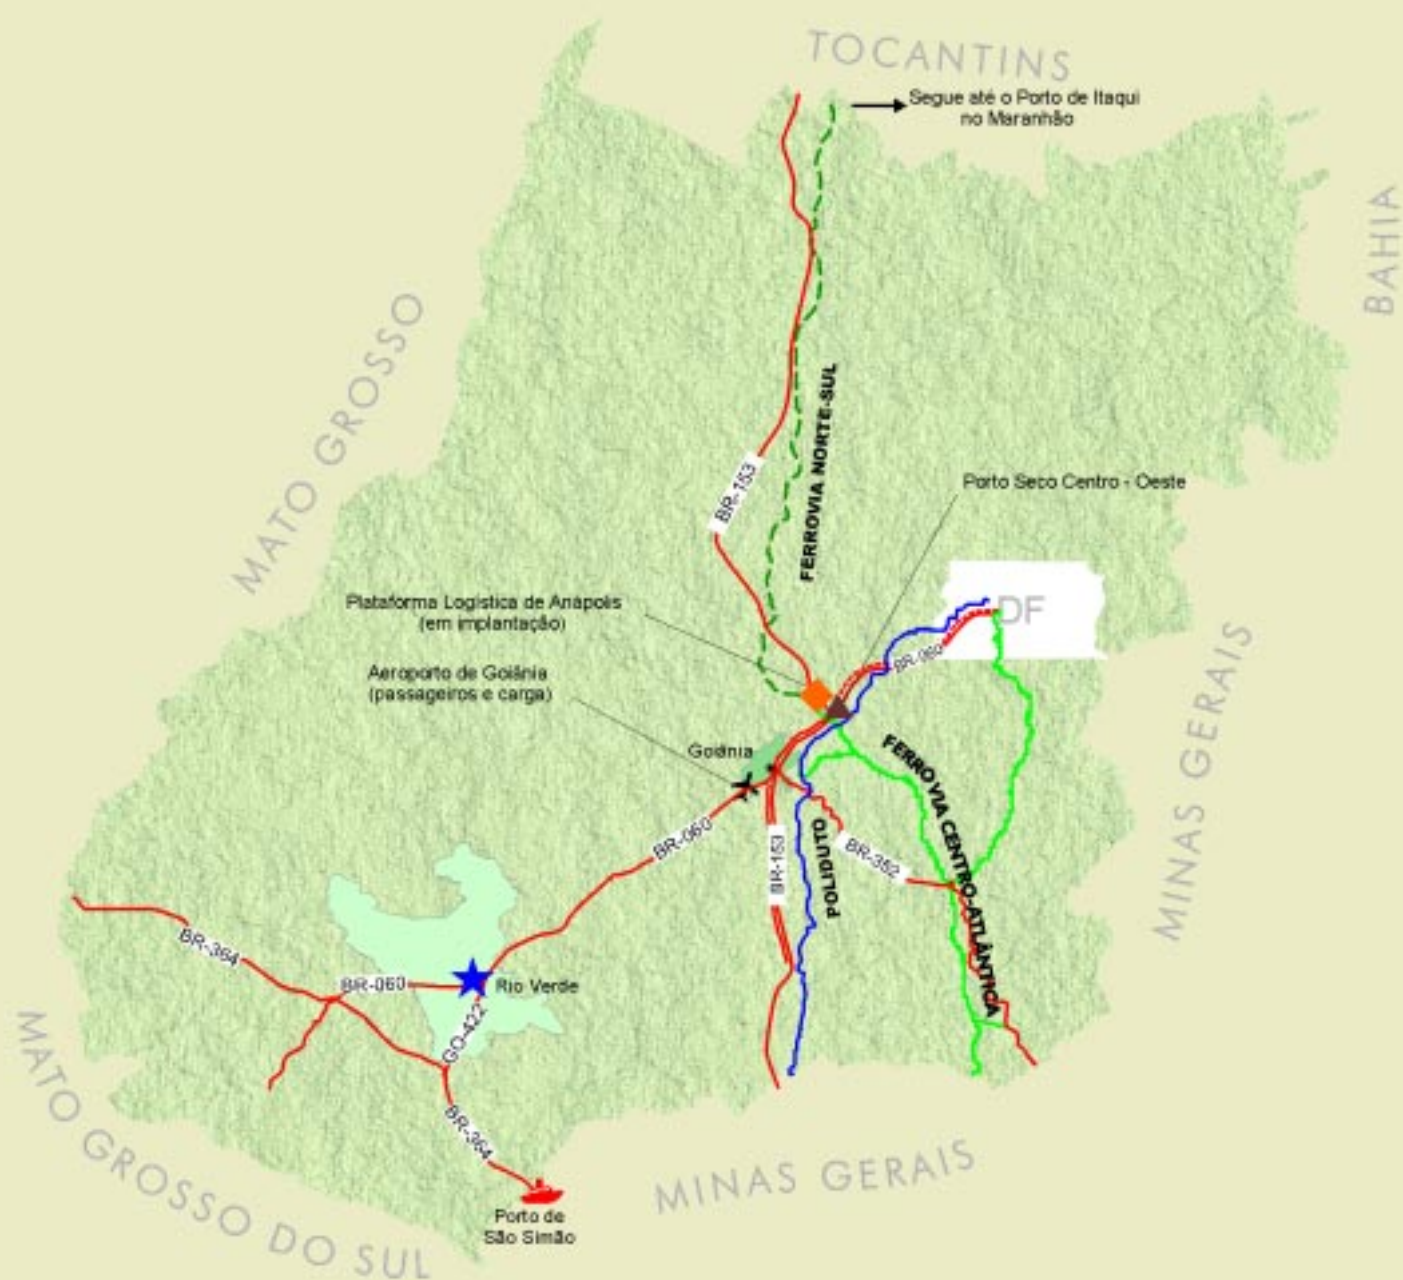 TOCANTINS
Segue até o Porto de Itaqui
no Maranhão
BAHIA
MATO GROSSO
FERROVIA NORTE-SUL
BR-153
Porto Seco Centro - Oeste
Plataforma Logística de Anápolis
(em implantação)
DF
BR-060
Aeroporto de Goiânia
(passageiros e carga)
MINAS GERAIS
Goiânia
FERROVIA CENTRO-ATLÂNTICA
BR-060
BR-153
POLIDUTO
BR-352
BR-364
BR-060
Rio Verde
GO-422
MATO GROSSO DO SUL
BR-364
MINAS GERAIS
Porto de
São Simão